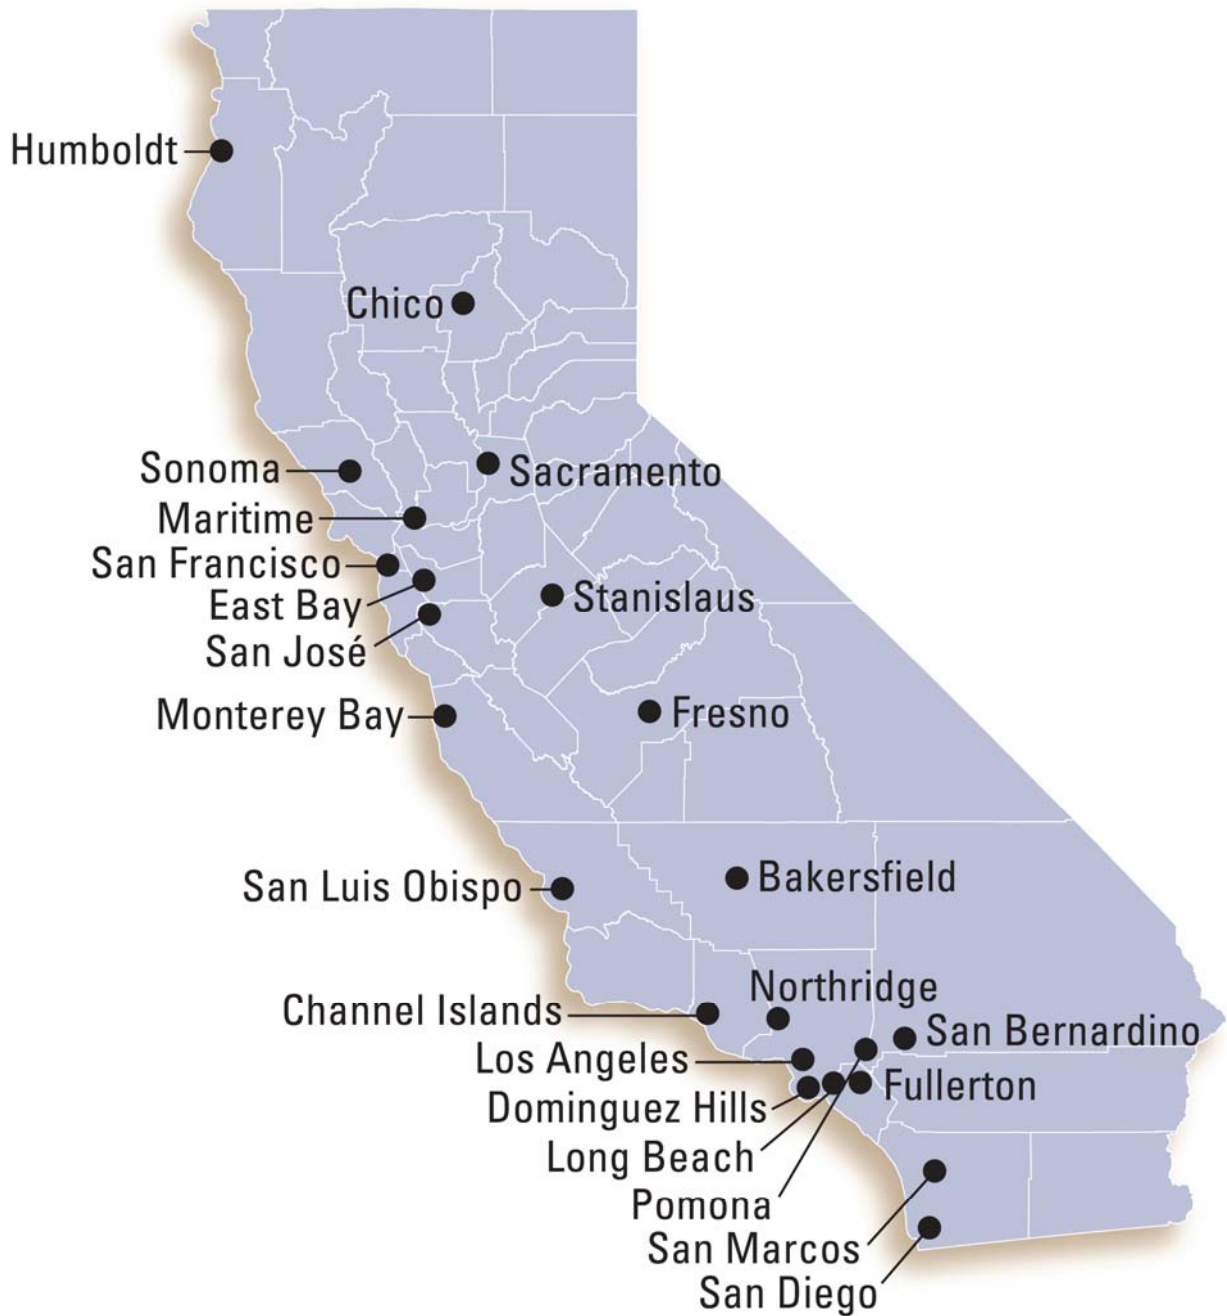 Humboldt
Chico
Sonoma
Sacramento
Maritime
San Francisco
East Bay
Stanislaus
San José
Monterey Bay
Fresno
San Luis Obispo
Bakersfield
Northridge
Channel Islands
San Bernardino
Los Angeles
Fullerton
Dominguez Hills
Long Beach
Pomona
San Marcos
San Diego